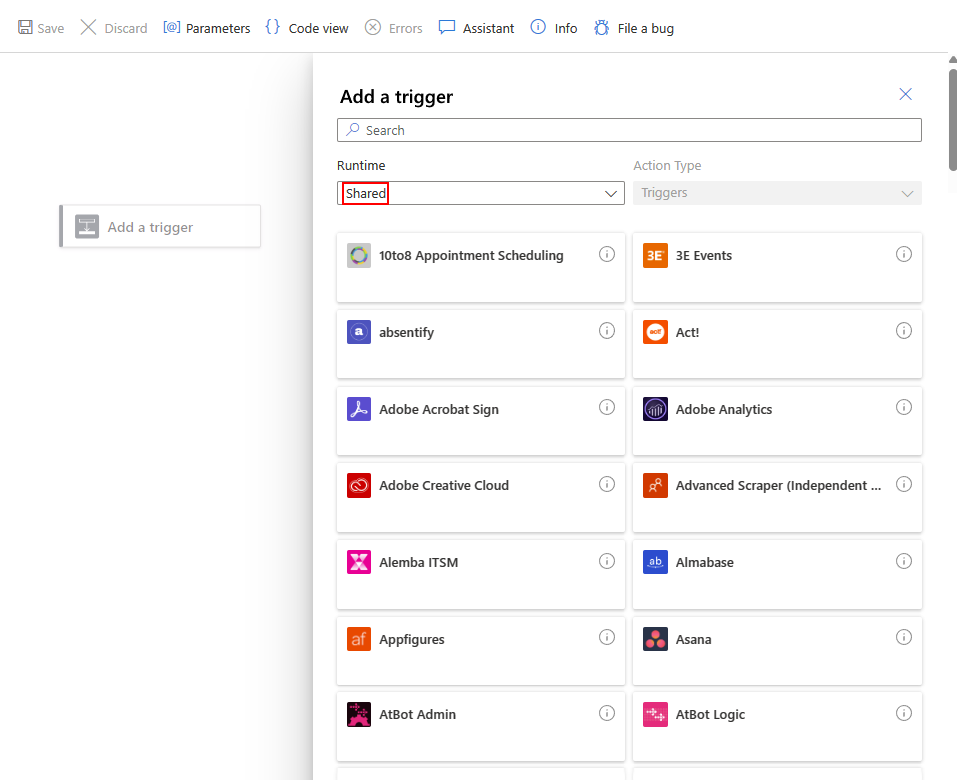 Save Discard [@] Parameters {} Code view Errors Assistant Info File a bug
Add a trigger
Search
Runtime Action Type
Shared Triggers
Add a trigger
10to8 Appointment Scheduling 3E 3E Events
a absentify act! Act!
Adobe Acrobat Sign Adobe Analytics
Adobe Creative Cloud Advanced Scraper (Independent ...
Alemba ITSM ab Almabase
af Appfigures Asana
AtBot Admin AtBot Logic